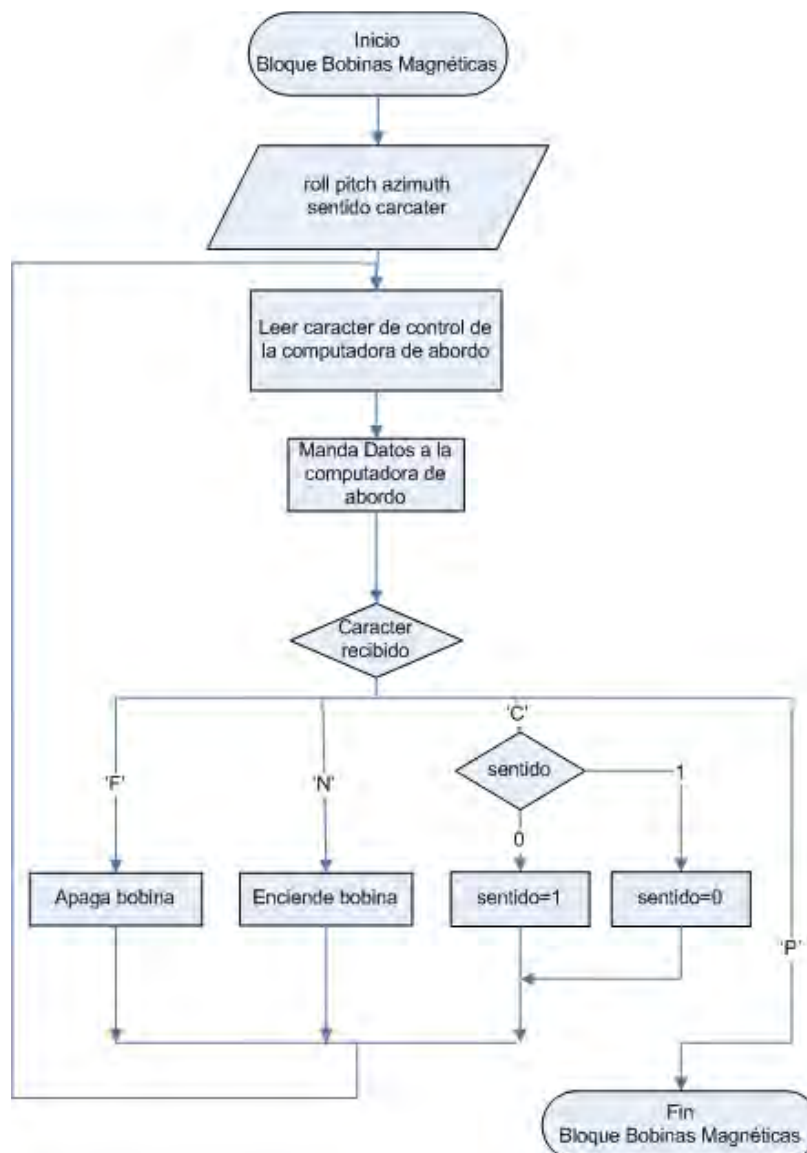 Inicio
Bloque Bobinas Magnéticas
roll pitch azimuth
sentido carcater
Leer caracter de control de
la computadora de abordo
Manda Datos a la
computadora de
abordo
Caracter
recibido
'C'
'F'
'N'
sentido
1
0
Apaga bobina
Enciende bobina
sentido=1
sentido=0
'P'
Fin
Bloque Bobinas Magnéticas